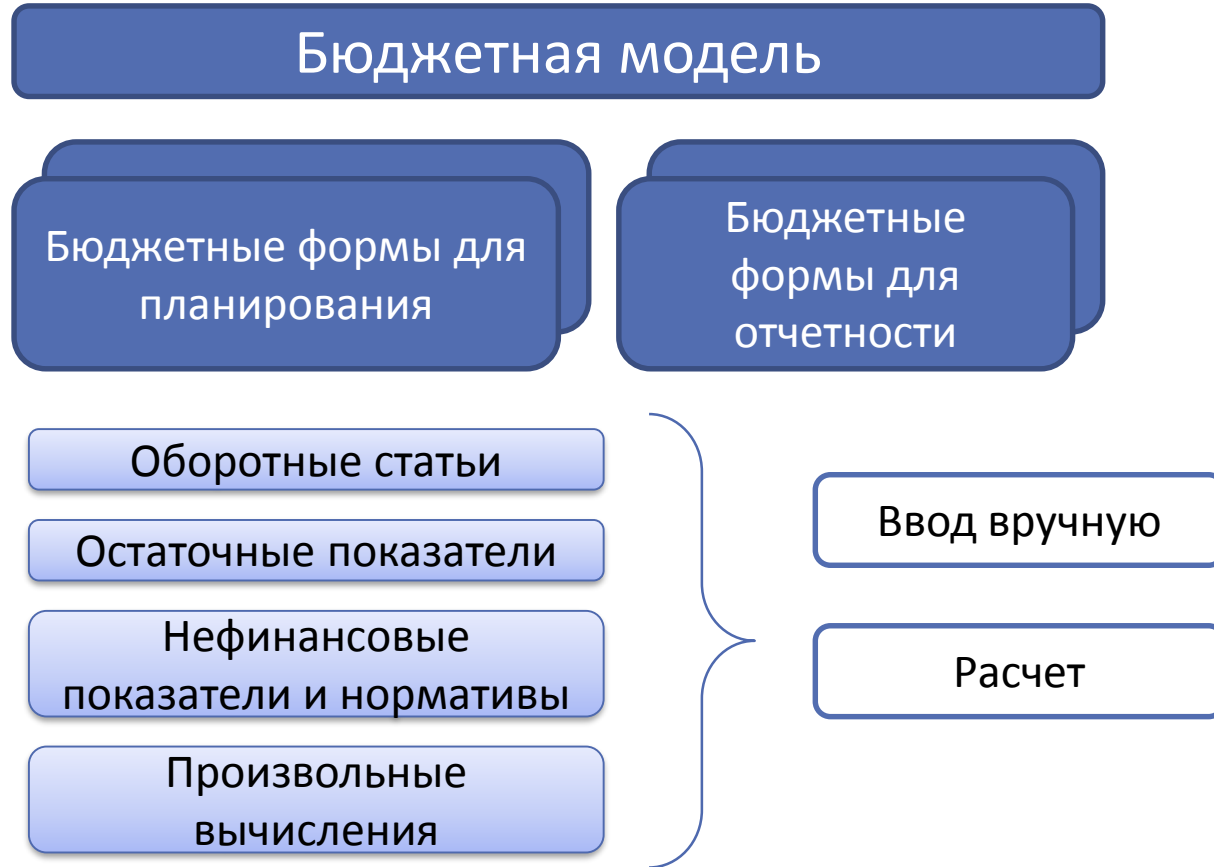 Бюджетная модель
Бюджетные формы для
планирования
Бюджетные
формы для
отчетности
Оборотные статьи
Остаточные показатели
Нефинансовые
показатели и нормативы
Произвольные
вычисления
Ввод вручную
Расчет